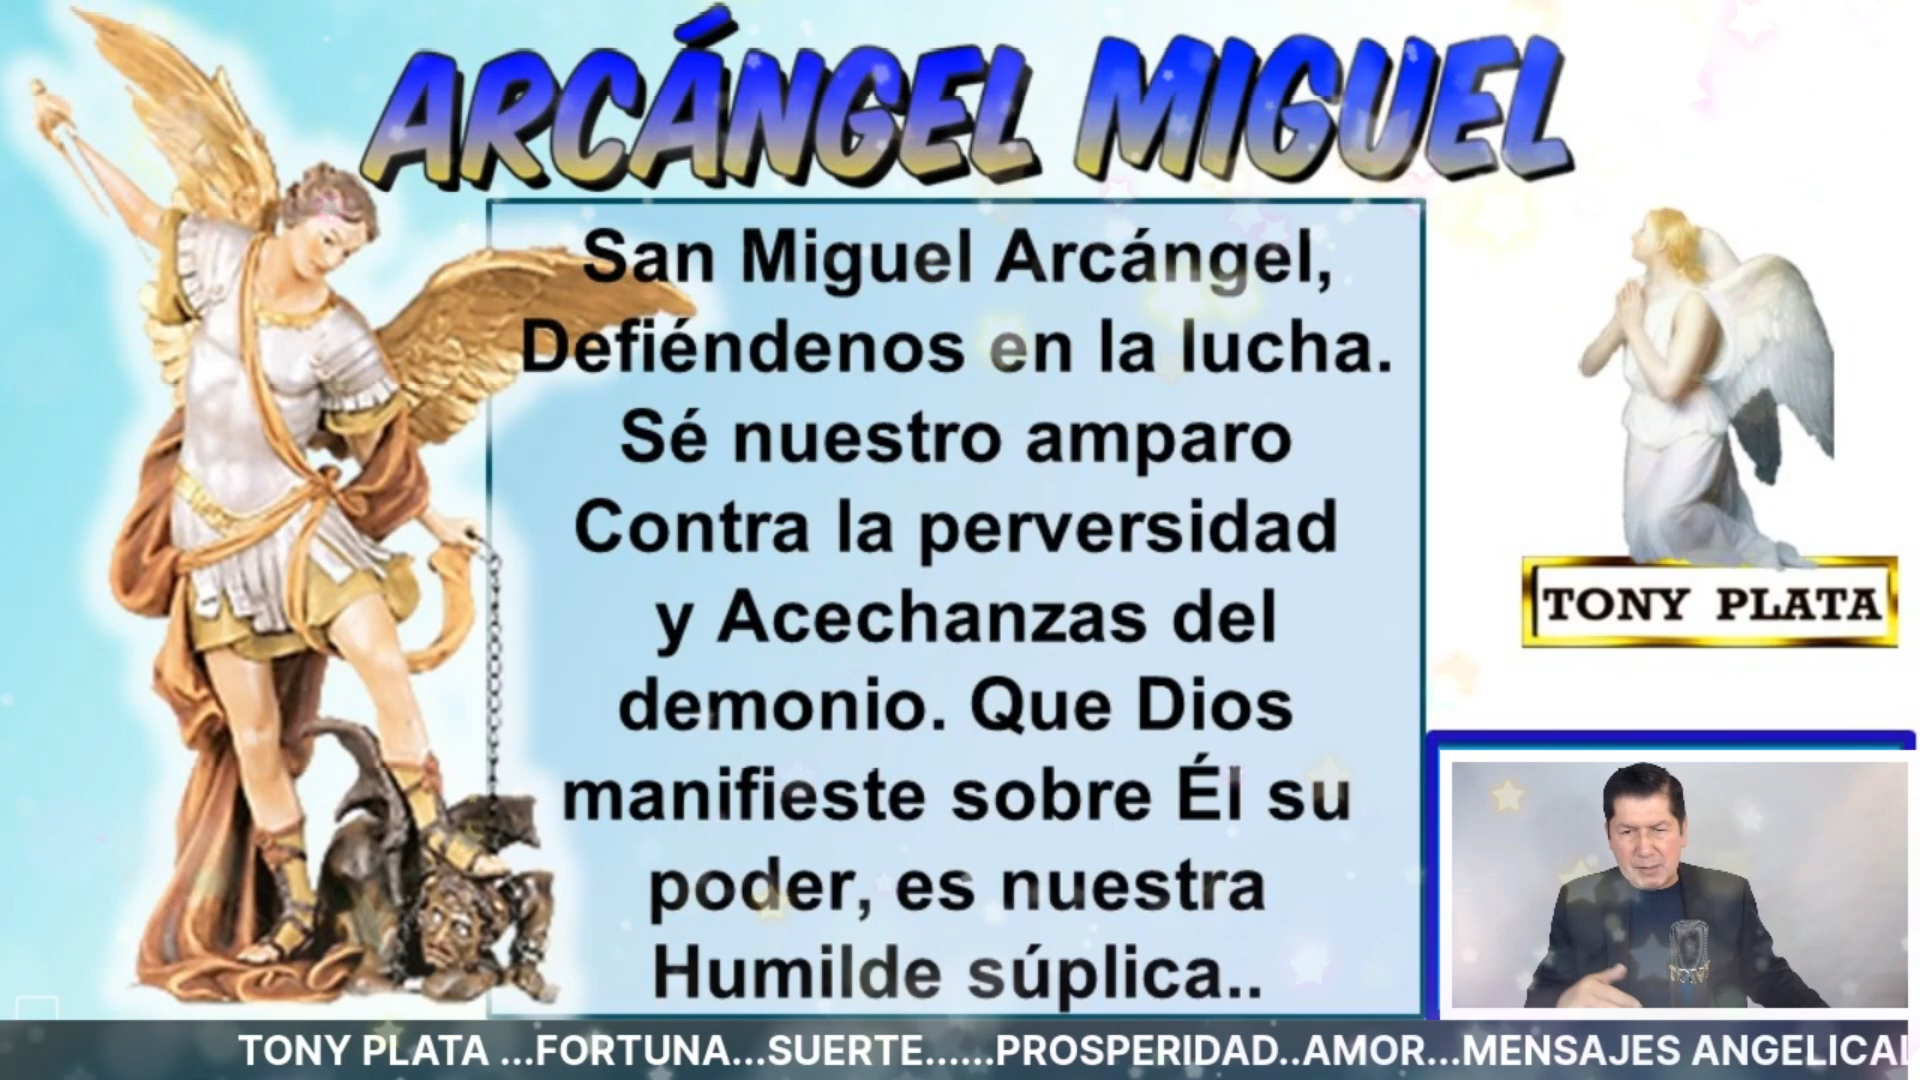 ARCÁNGEL MIGUEL
San Miguel Arcángel,
Defiéndenos en la lucha.
Sé nuestro amparo
Contra la perversidad
y Acechanzas del
demonio. Que Dios
manifieste sobre Él su
poder, es nuestra
Humilde súplica..
TONY PLATA
TONY PLATA ...FORTUNA...SUERTE......PROSPERIDAD..AMOR...MENSAJES ANGELICAL